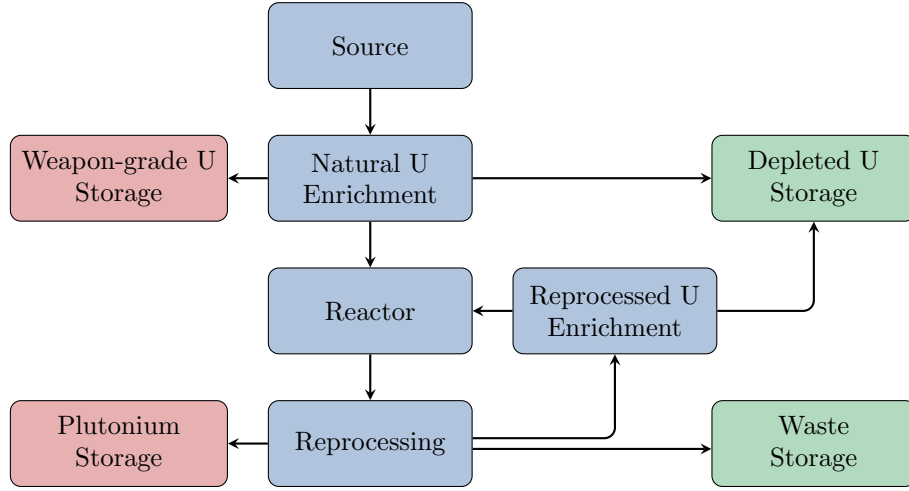 Source
Weapon-grade U
Storage
Natural U
Enrichment
Depleted U
Storage
Reactor
Reprocessed U
Enrichment
Plutonium
Storage
Reprocessing
Waste
Storage